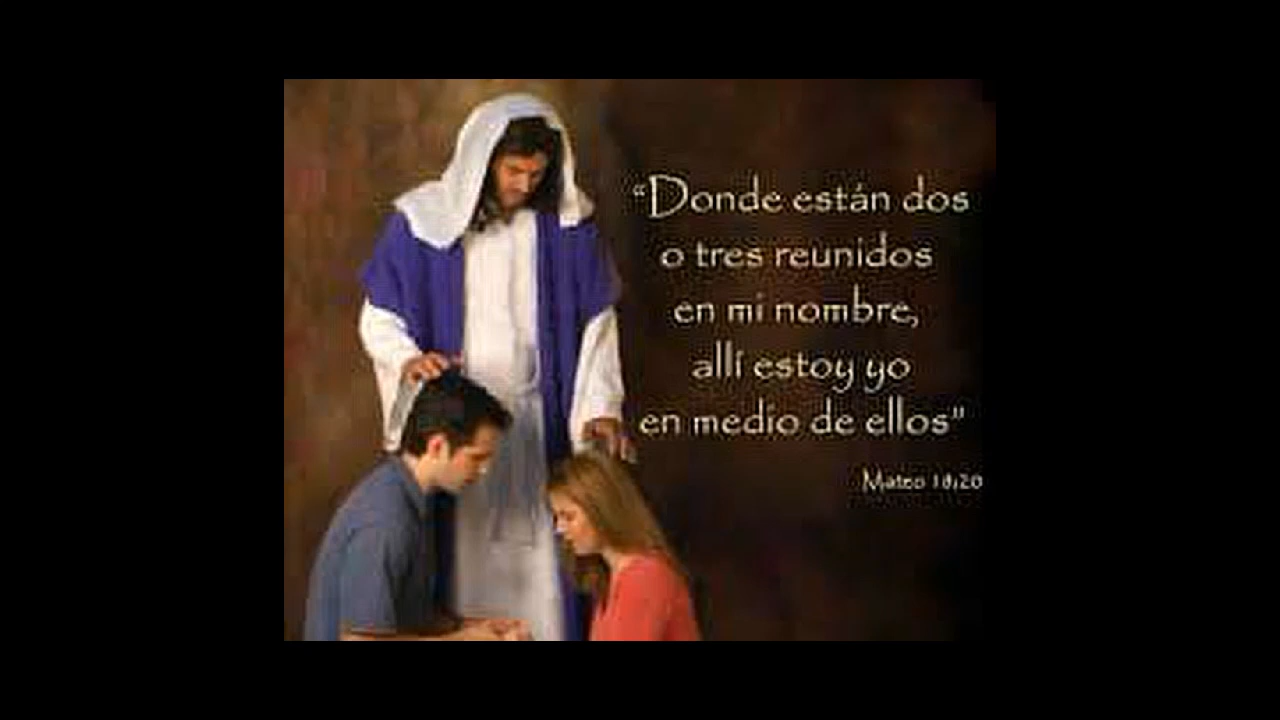 “Donde están dos
o tres reunidos
en mi nombre,
allí estoy yo
en medio de ellos”
Mateo 18:20